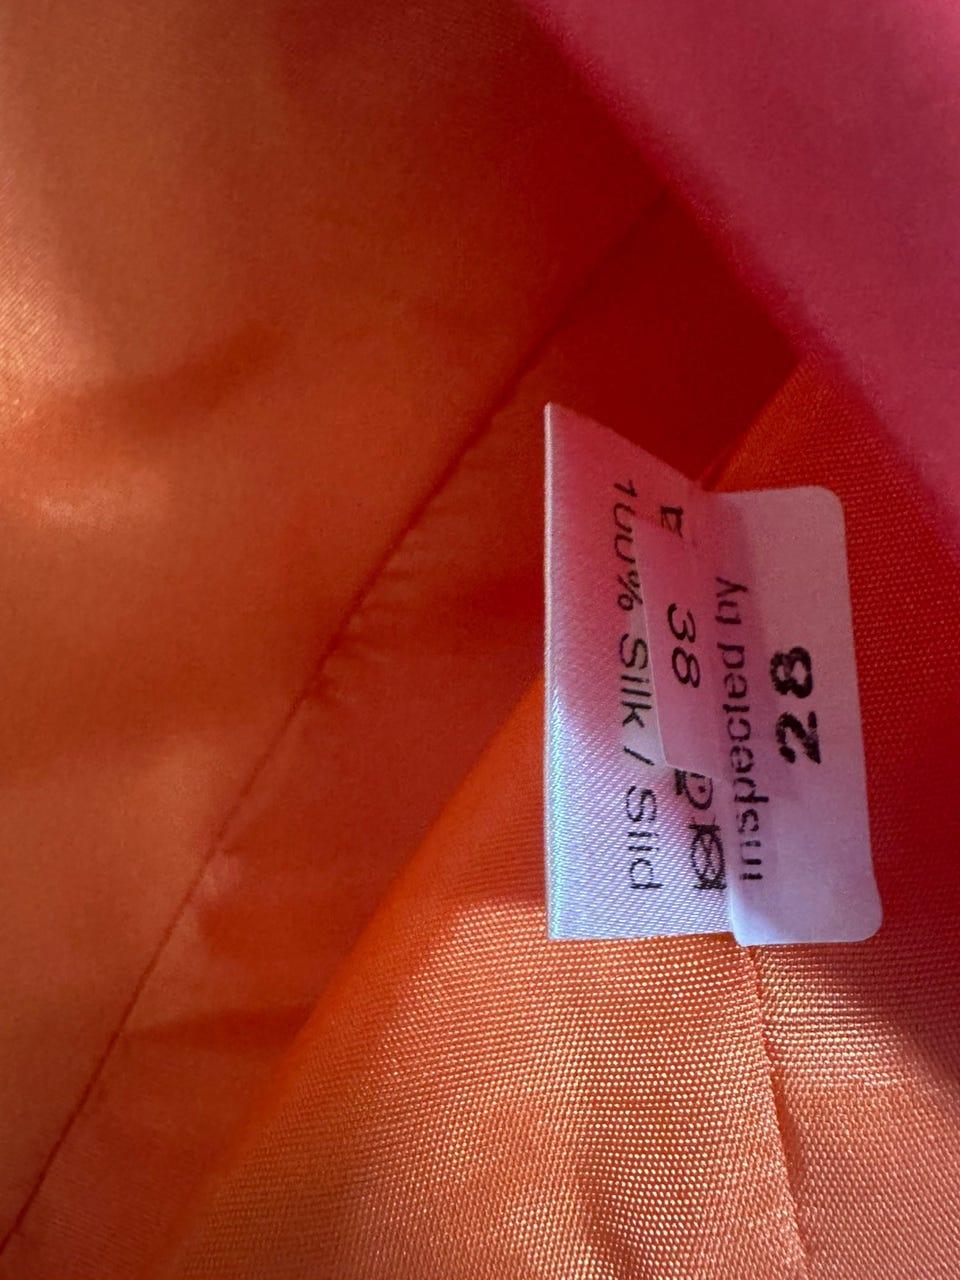 100% Silk / Siid
38
Inspected by
28